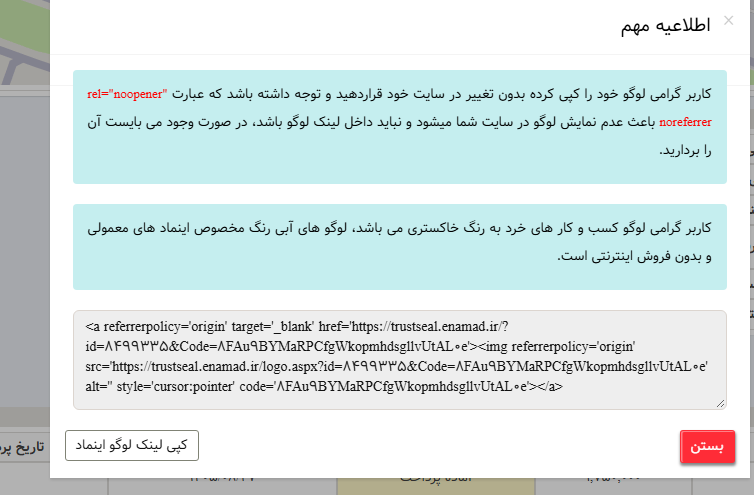 اطلاعیه مهم
×
کاربر گرامی لوگو خود را کپی کرده بدون تغییر در سایت خود قراردهید و توجه داشته باشد که عبارت "rel="noopener
noreferrer باعث عدم نمایش لوگو در سایت شما میشود و نباید داخل لینک لوگو باشد، در صورت وجود می بایست آن
را بردارید.
کاربر گرامی لوگو کسب و کار های خرد به رنگ خاکستری می باشد، لوگو های آبی رنگ مخصوص اینماد های معمولی
و بدون فروش اینترنتی است.
<a referrerpolicy='origin' target='_blank' href='https://trustseal.enamad.ir/?
id=۸۴۹۹۳۳۵&Code=۸FAu۹BYMaRPCfgWkopmhdsgllvUtAL۰e'><img referrerpolicy='origin'
src='https://trustseal.enamad.ir/logo.aspx?id=۸۴۹۹۳۳۵&Code=۸FAu۹BYMaRPCfgWkopmhdsgllvUtAL۰e'
alt='' style='cursor:pointer' code='۸FAu۹BYMaRPCfgWkopmhdsgllvUtAL۰e'></a>
بستن
کپی لینک لوگو اینماد
تاریخ
آماده پرداخت